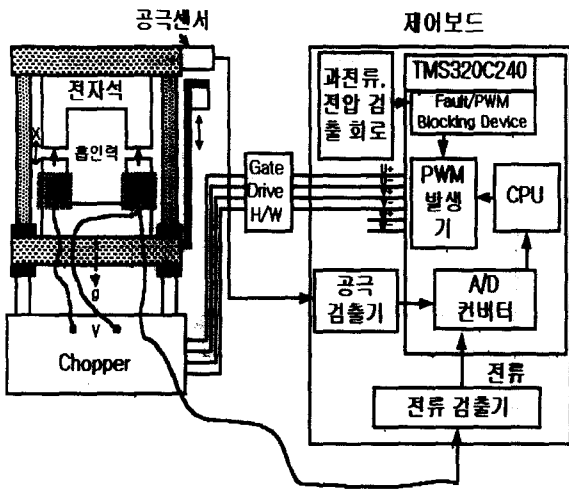 공극센서
제어보드
전자석
X
흡인력
g
V
Chopper
Gate
Drive
H/W
과전류,
전압 검
출 회로
TMS320C240
Fault/PWM
Blocking Device
PWM
발생
기
CPU
공극
검출기
A/D
컨버터
전류
전류 검출기